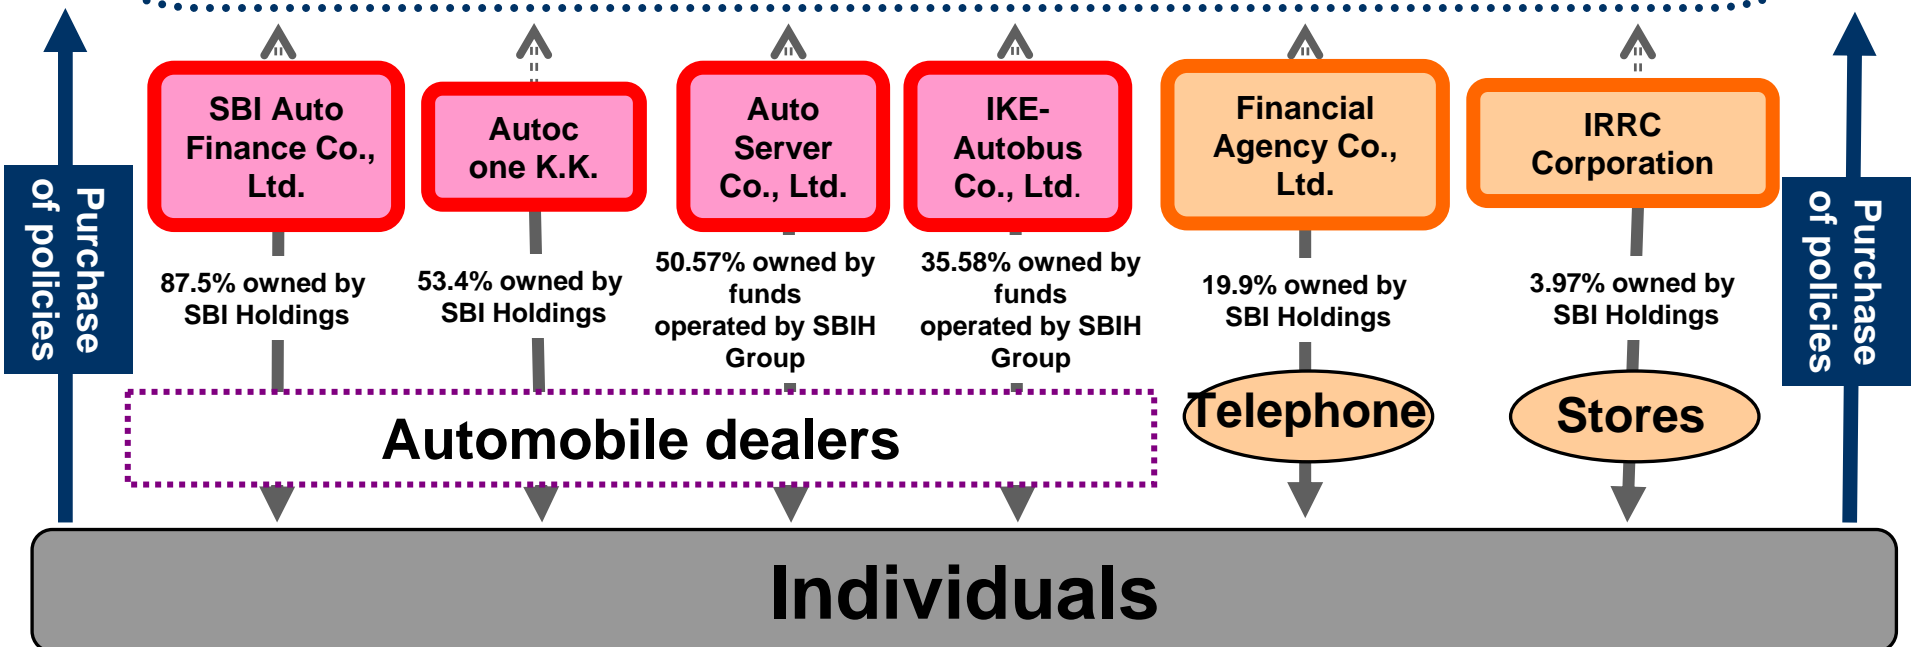 SBI Auto
Finance Co.,
Ltd.
Autoc
one K.K.
Auto
Server
Co., Ltd.
IKE-
Autobus
Co., Ltd.
Financial
Agency Co.,
Ltd.
IRRC
Corporation
Purchase
of policies
Purchase
of policies
87.5% owned by
SBI Holdings
53.4% owned by
SBI Holdings
50.57% owned by
funds
operated by SBIH
Group
35.58% owned by
funds
operated by SBIH
Group
19.9% owned by
SBI Holdings
3.97% owned by
SBI Holdings
Automobile dealers
Telephone
Stores
Individuals